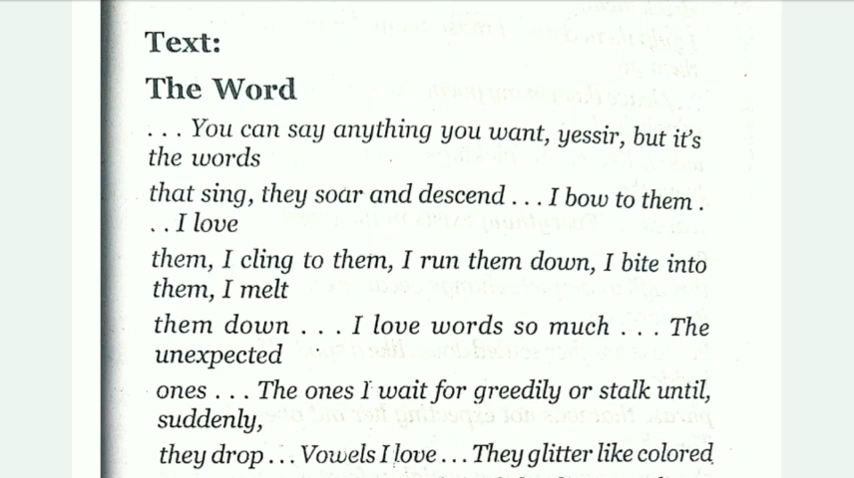 Text:
The Word
. . . You can say anything you want, yessir, but it's
the words
that sing, they soar and descend . . . I bow to them .
. . I love
them, I cling to them, I run them down, I bite into
them, I melt
them down . . . I love words so much . . . The
unexpected
ones . . . The ones I wait for greedily or stalk until,
suddenly,
they drop . . . Vowels I love . . . They glitter like colored